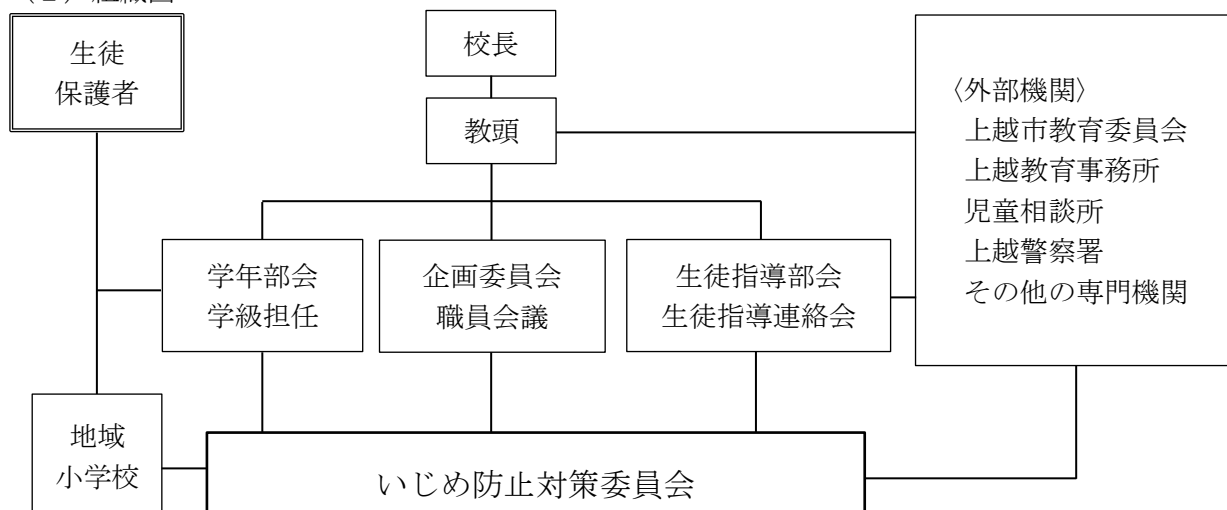 生徒
保護者
校長
教頭
〈外部機関〉
上越市教育委員会
上越教育事務所
児童相談所
上越警察署
その他の専門機関
学年部会
学級担任
企画委員会
職員会議
生徒指導部会
生徒指導連絡会
地域
小学校
いじめ防止対策委員会